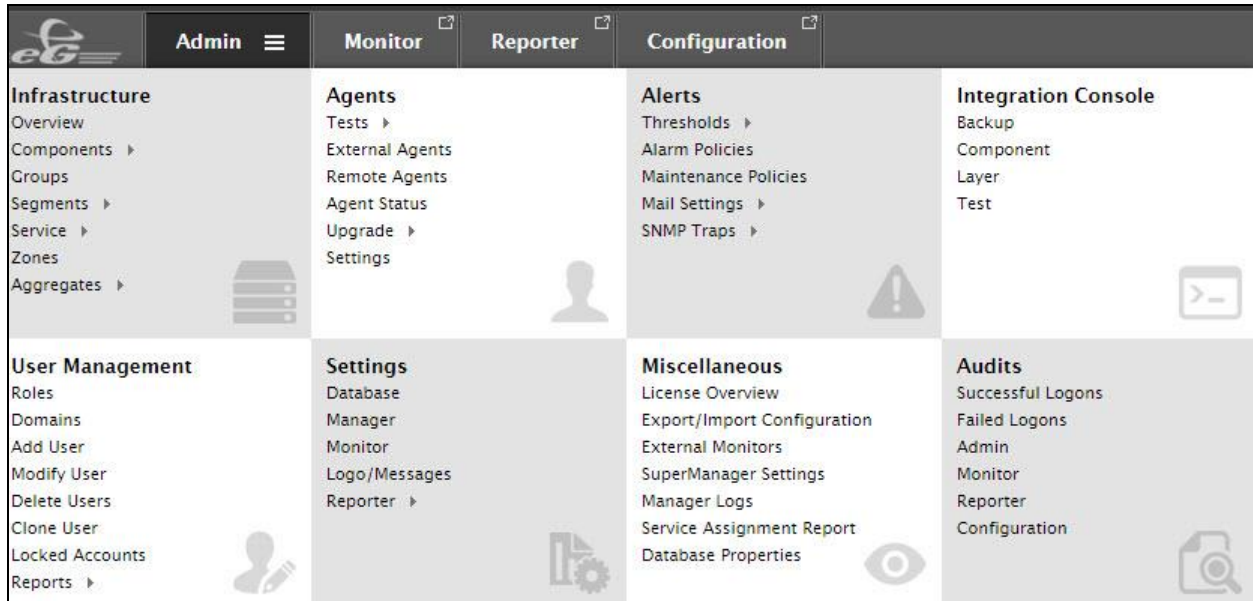 eG
Admin
Monitor
Reporter
Configuration
Infrastructure
Overview
Components
Groups
Segments
Service
Zones
Aggregates
Agents
Tests
External Agents
Remote Agents
Agent Status
Upgrade
Settings
Alerts
Thresholds
Alarm Policies
Maintenance Policies
Mail Settings
SNMP Traps
Integration Console
Backup
Component
Layer
Test
User Management
Roles
Domains
Add User
Modify User
Delete Users
Clone User
Locked Accounts
Reports
Settings
Database
Manager
Monitor
Logo/Messages
Reporter
Miscellaneous
License Overview
Export/Import Configuration
External Monitors
SuperManager Settings
Manager Logs
Service Assignment Report
Database Properties
Audits
Successful Logons
Failed Logons
Admin
Monitor
Reporter
Configuration